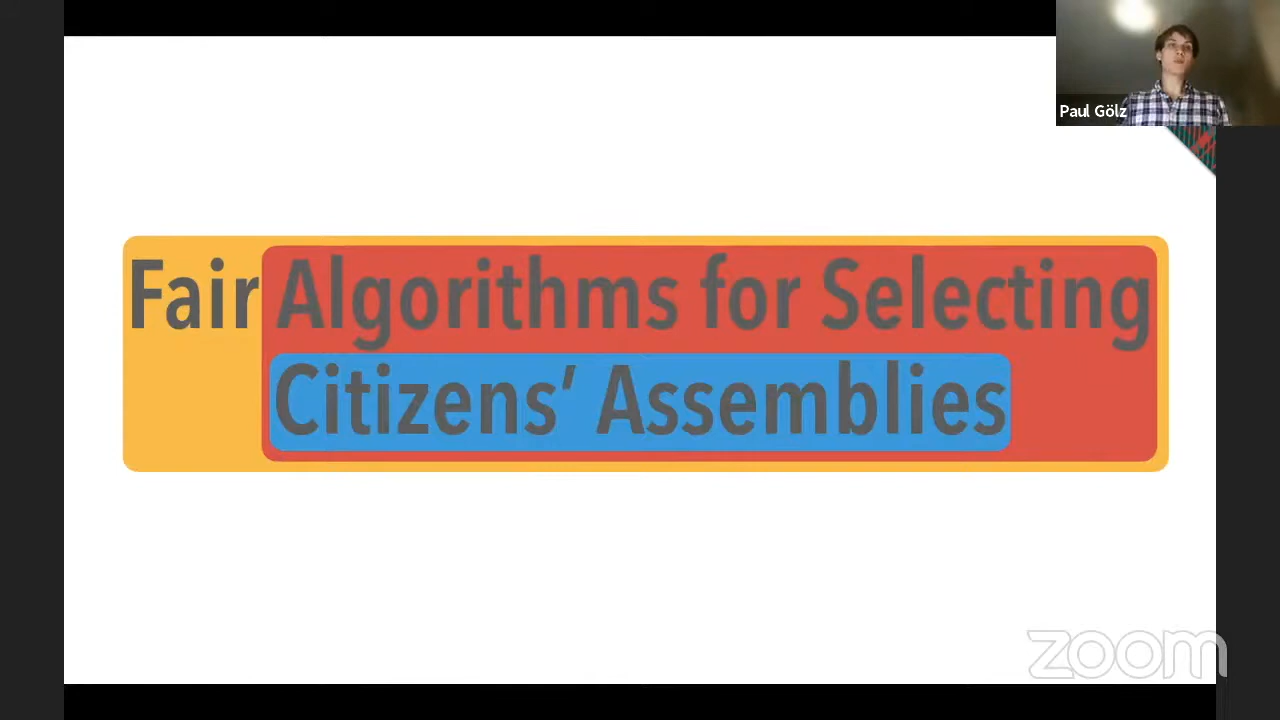 Paul Gölz
Fair Algorithms for Selecting
Citizens’ Assemblies
zoom